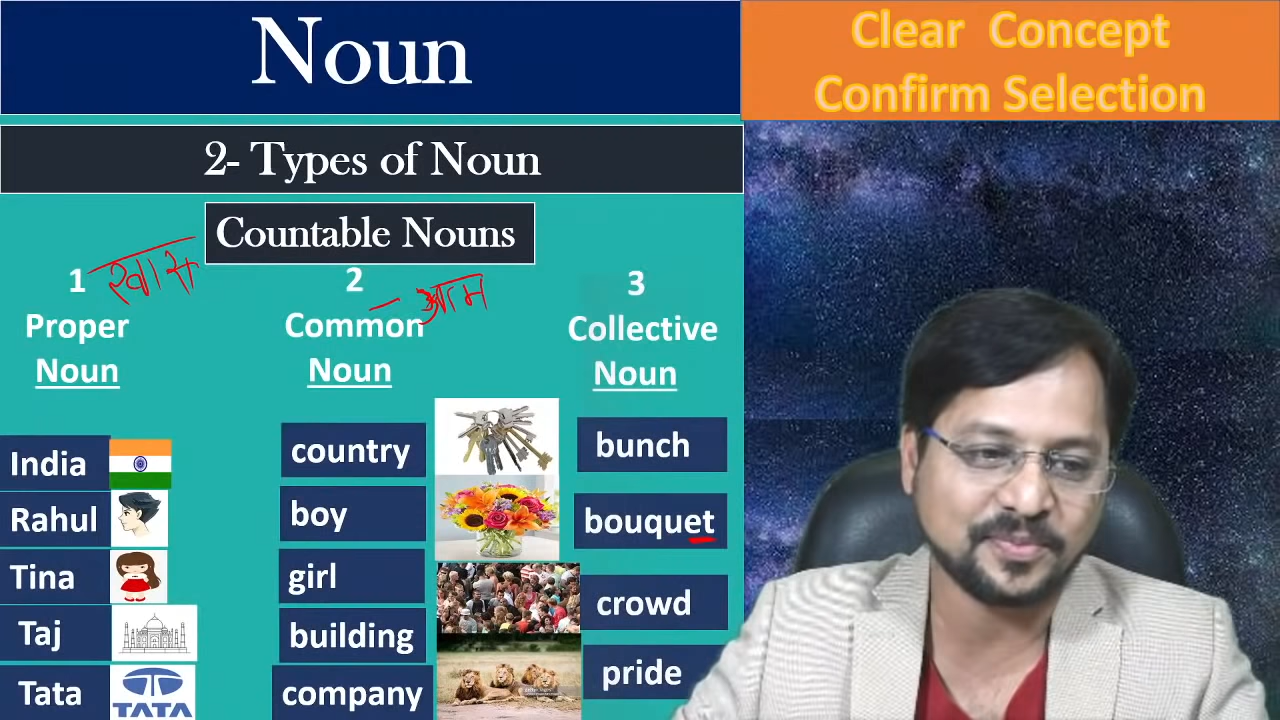 Noun
Clear Concept
Confirm Selection
2- Types of Noun
Countable Nouns
1 खास
Proper
Noun
India
Rahul
Tina
Taj
Tata
TATA
2
- आम
Common
Noun
country
boy
girl
building
company
3
Collective
Noun
bunch
bouquet
crowd
pride